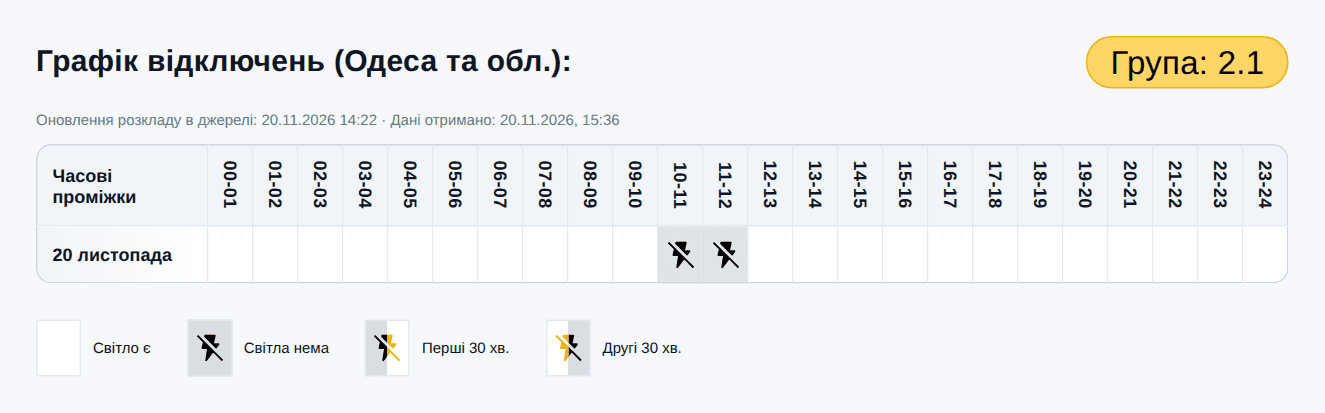 Графік відключень (Одеса та обл.):
Група: 2.1
Оновлення розкладу в джерелі: 20.11.2026 14:22 · Дані отримано: 20.11.2026, 15:36
Часові
проміжки
00-01
01-02
02-03
03-04
04-05
05-06
06-07
07-08
08-09
09-10
10-11
11-12
12-13
13-14
14-15
15-16
16-17
17-18
18-19
19-20
20-21
21-22
22-23
23-24
20 листопада
Світло є
Світла нема
Перші 30 хв.
Другі 30 хв.